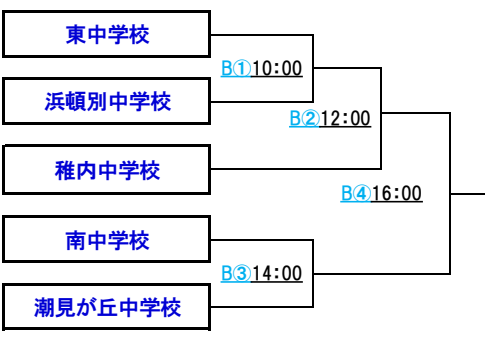 東中学校
B①10:00
浜頓別中学校
B②12:00
稚内中学校
B④16:00
南中学校
B③14:00
潮見が丘中学校